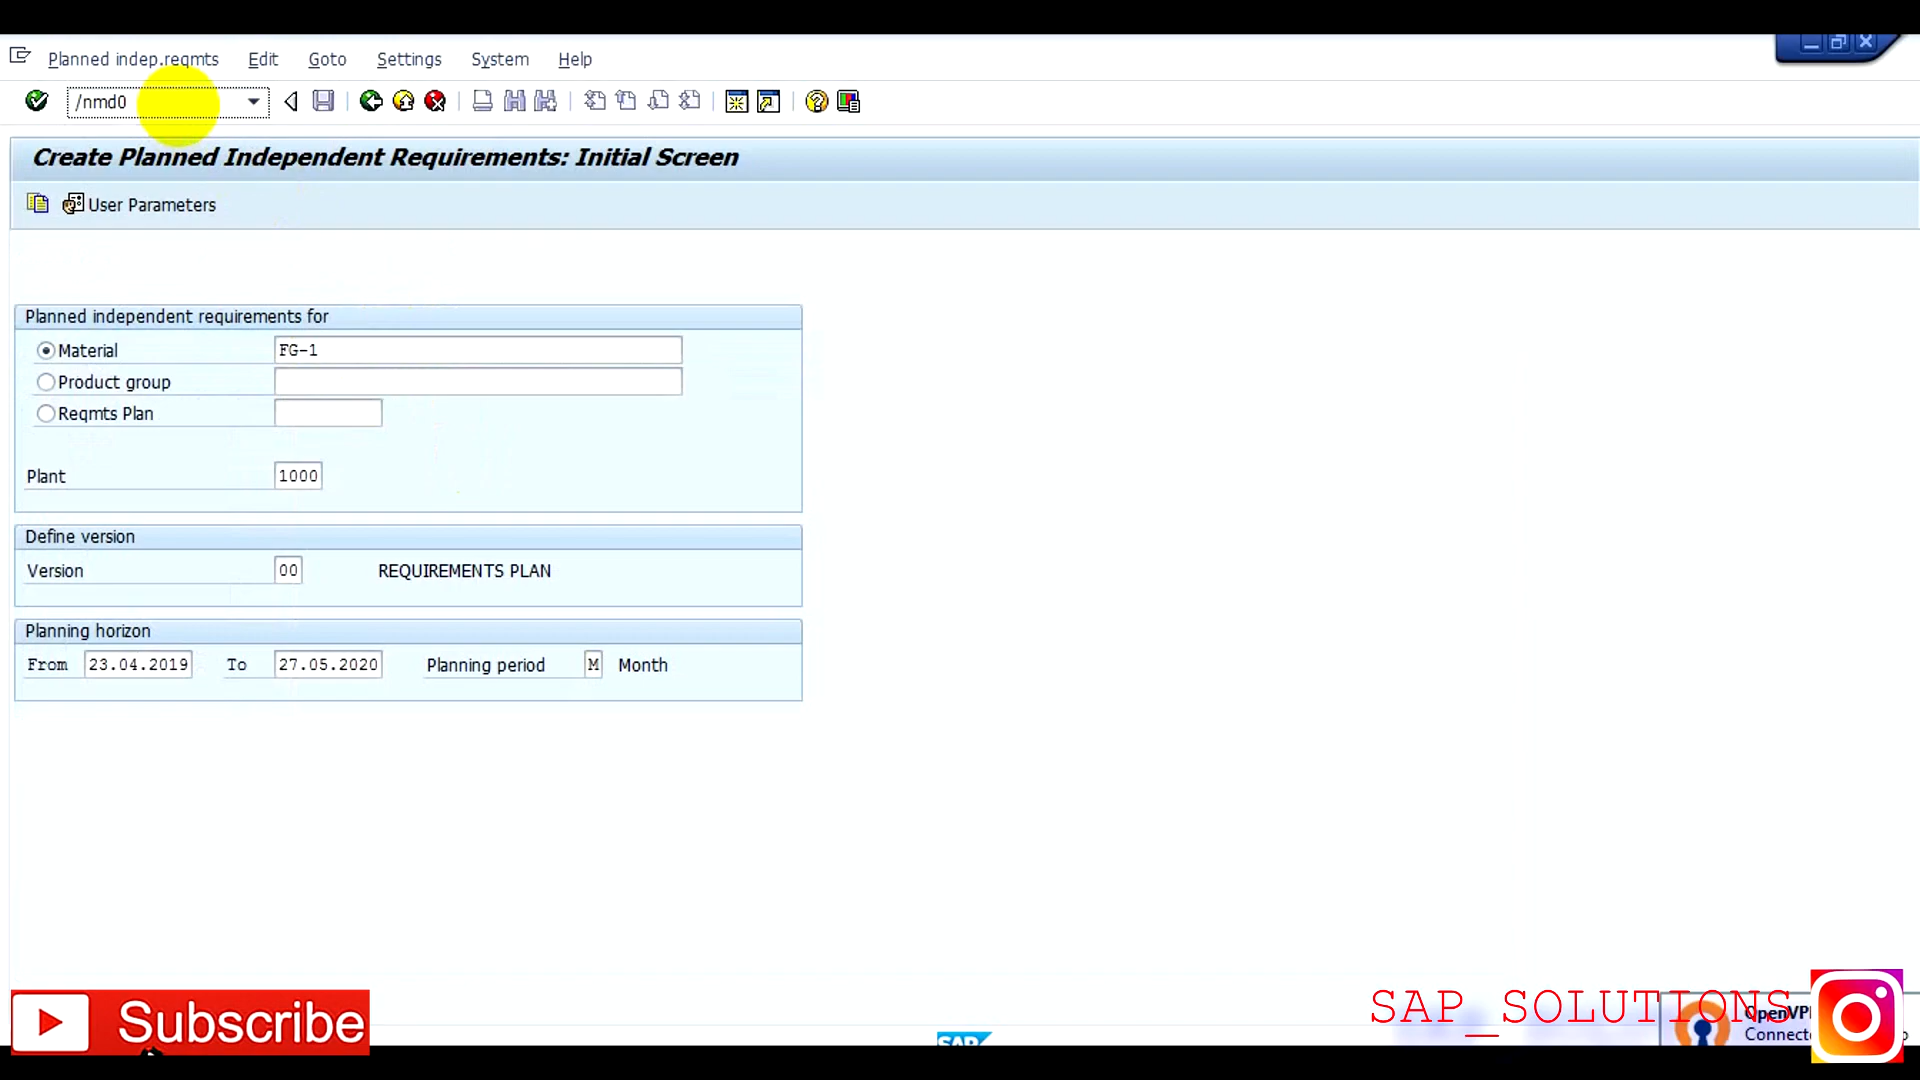 Planned indep.reqmts Edit Goto Settings System Help
/nmd0
Create Planned Independent Requirements: Initial Screen
User Parameters
Planned independent requirements for
Material FG-1
Product group
Reqmts Plan
Plant 1000
Define version
Version 00 REQUIREMENTS PLAN
Planning horizon
From 23.04.2019 To 27.05.2020 Planning period M Month
Subscribe
SAP_SOLUTIONS
SAP